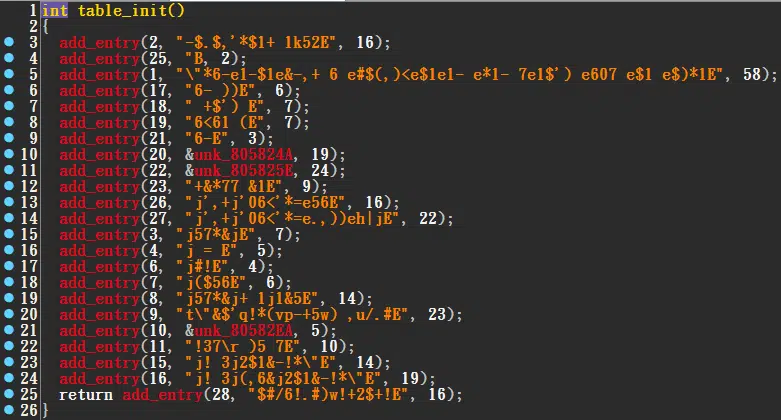 1 int table_init()
2 {
3 add_entry(2, "-$.$,'*$1+ 1k52E", 16);
4 add_entry(25, "B, 2);
5 add_entry(1, "\"*6-e1-$1e&-,+ 6 e#$(,)<e$1e1- e*1- 7e1$') e607 e$1 e$)*1E", 58);
6 add_entry(17, "6- ))E", 6);
7 add_entry(18, " +$') E", 7);
8 add_entry(19, "6<61 (E", 7);
9 add_entry(21, "6-E", 3);
10 add_entry(20, &unk_805824A, 19);
11 add_entry(22, &unk_805825E, 24);
12 add_entry(23, "+&*77 &1E", 9);
13 add_entry(26, "j',+j'06<'*=e56E", 16);
14 add_entry(27, "j',+j'06<'*=e.,))eh|jE", 22);
15 add_entry(3, "j57*&jE", 7);
16 add_entry(4, "j = E", 5);
17 add_entry(6, "j#!E", 4);
18 add_entry(7, "j($56E", 6);
19 add_entry(8, "j57*&j+ 1j1&5E", 14);
20 add_entry(9, "t\"&$'q!*(vp-+5w) ,u/.#E", 23);
21 add_entry(10, &unk_80582EA, 5);
22 add_entry(11, "!37\r )5 7E", 10);
23 add_entry(15, "j! 3j2$1&-!*\"E", 14);
24 add_entry(16, "j! 3j(,6&j2$1&-!*\"E", 19);
25 return add_entry(28, "$#/6!.#)w!+2$+!E", 16);
26 }